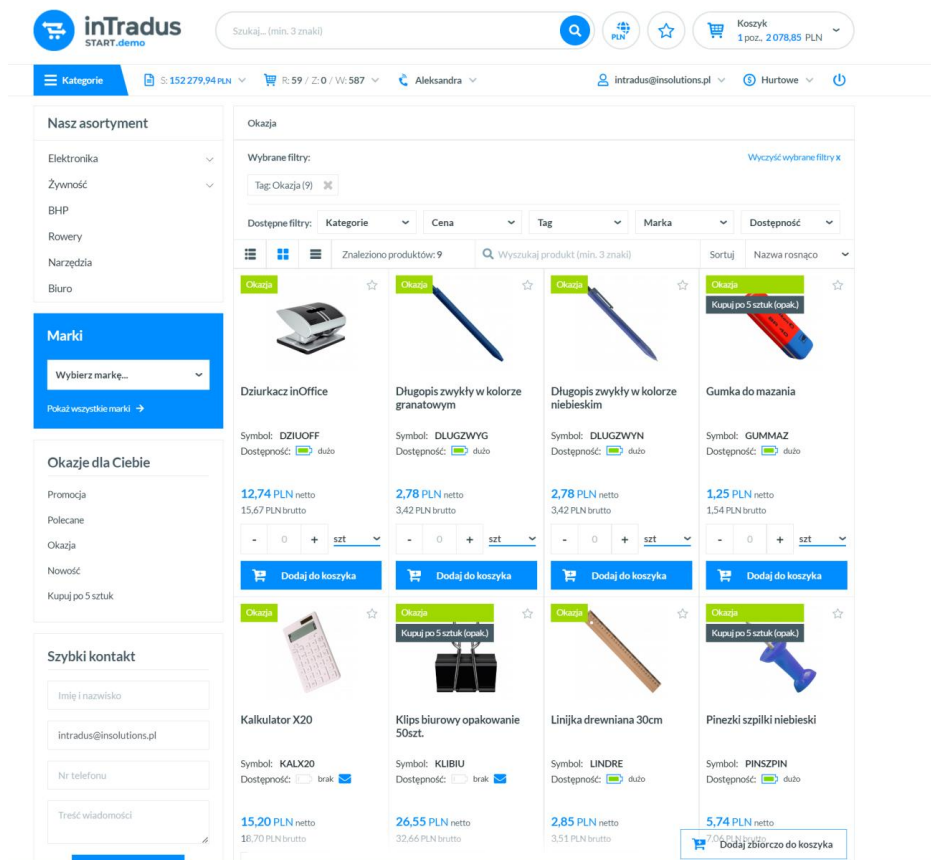 inTradus
START.demo
Szukaj... (min. 3 znaki)
PLN
Koszyk
1 poz., 2 078,85 PLN
Kategorie
S: 152 279,94 PLN
R: 59 / Z: 0 / W: 587
Aleksandra
intradus@insolutions.pl
Hurtowe
Nasz asortyment
Elektronika
Żywność
BHP
Rowery
Narzędzia
Biuro
Marki
Wybierz markę...
Pokaż wszystkie marki →
Okazje dla Ciebie
Promocja
Polecane
Okazja
Nowość
Kupuj po 5 sztuk
Szybki kontakt
Imię i nazwisko
intradus@insolutions.pl
Nr telefonu
Treść wiadomości
Okazja
Wybrane filtry:
Wyczyść wybrane filtry x
Tag: Okazja (9)
Dostępne filtry:
Kategorie
Cena
Tag
Marka
Dostępność
Znaleziono produktów: 9
Wyszukaj produkt (min. 3 znaki)
Sortuj
Nazwa rosnąco
Okazja
Dziurkacz inOffice
Symbol: DZIUOFF
Dostępność: dużo
12,74 PLN netto
15,67 PLN brutto
- 0 + szt
Dodaj do koszyka
Okazja
Długopis zwykły w kolorze
granatowym
Symbol: DLUGZWYG
Dostępność: dużo
2,78 PLN netto
3,42 PLN brutto
- 0 + szt
Dodaj do koszyka
Okazja
Długopis zwykły w kolorze
niebieskim
Symbol: DLUGZWYN
Dostępność: dużo
2,78 PLN netto
3,42 PLN brutto
- 0 + szt
Dodaj do koszyka
Okazja
Kupuj po 5 sztuk (opak.)
Gumka do mazania
Symbol: GUMMAZ
Dostępność: dużo
1,25 PLN netto
1,54 PLN brutto
- 0 + szt
Dodaj do koszyka
Okazja
Kalkulator X20
Symbol: KALX20
Dostępność: brak
15,20 PLN netto
18,70 PLN brutto
Okazja
Kupuj po 5 sztuk (opak.)
Klips biurowy opakowanie
50szt.
Symbol: KLIBIU
Dostępność: brak
26,55 PLN netto
32,66 PLN brutto
Okazja
Linijka drewniana 30cm
Symbol: LINDRE
Dostępność: dużo
2,85 PLN netto
3,51 PLN brutto
Okazja
Kupuj po 5 sztuk (opak.)
Pinezki szpilki niebieski
Symbol: PINSZPIN
Dostępność: dużo
5,74 PLN netto
7,06 PLN brutto
Dodaj zbiorczo do koszyka